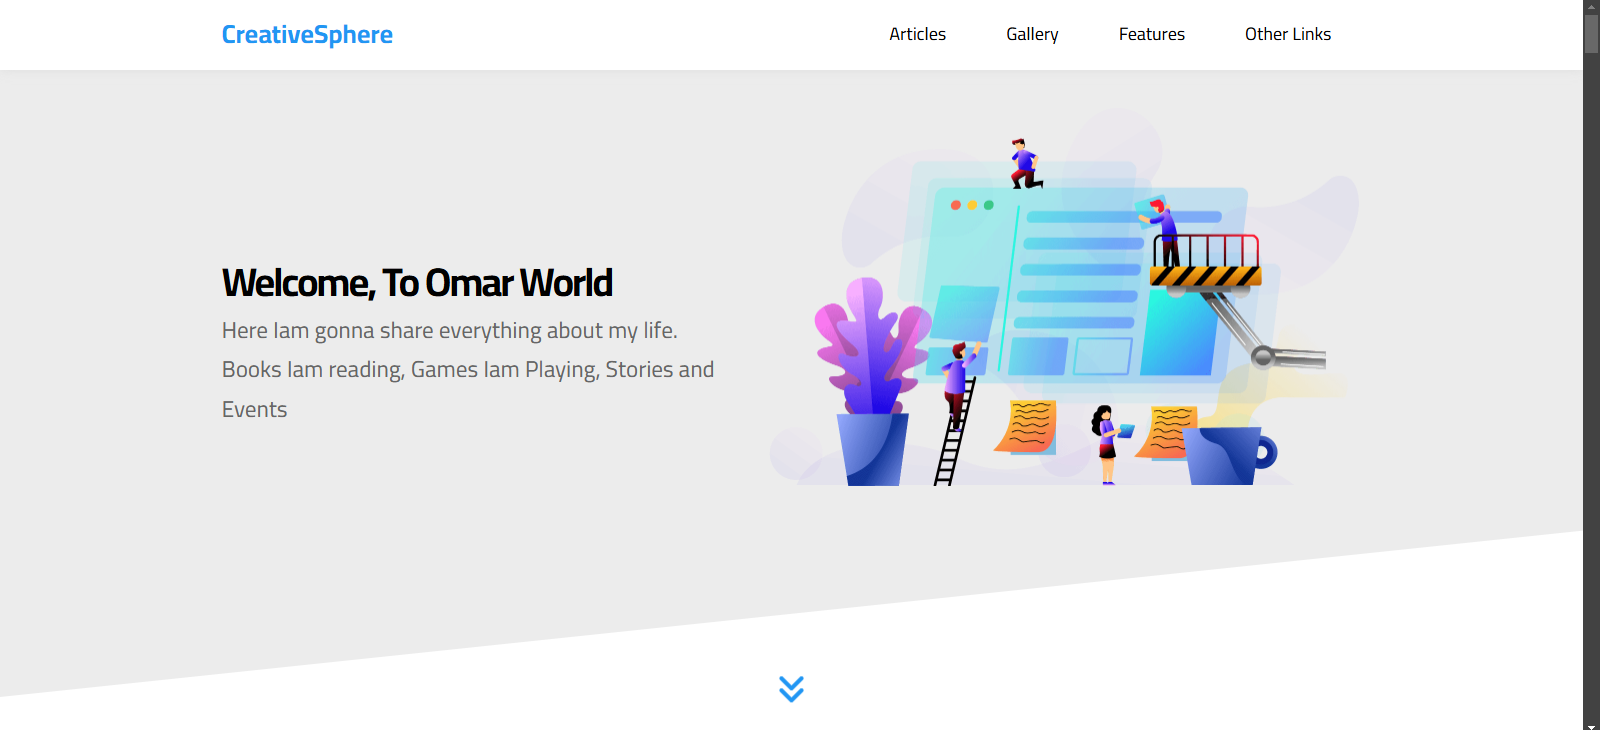 CreativeSphere
Articles
Gallery
Features
Other Links
Welcome, To Omar World
Here Iam gonna share everything about my life.
Books Iam reading, Games Iam Playing, Stories and
Events